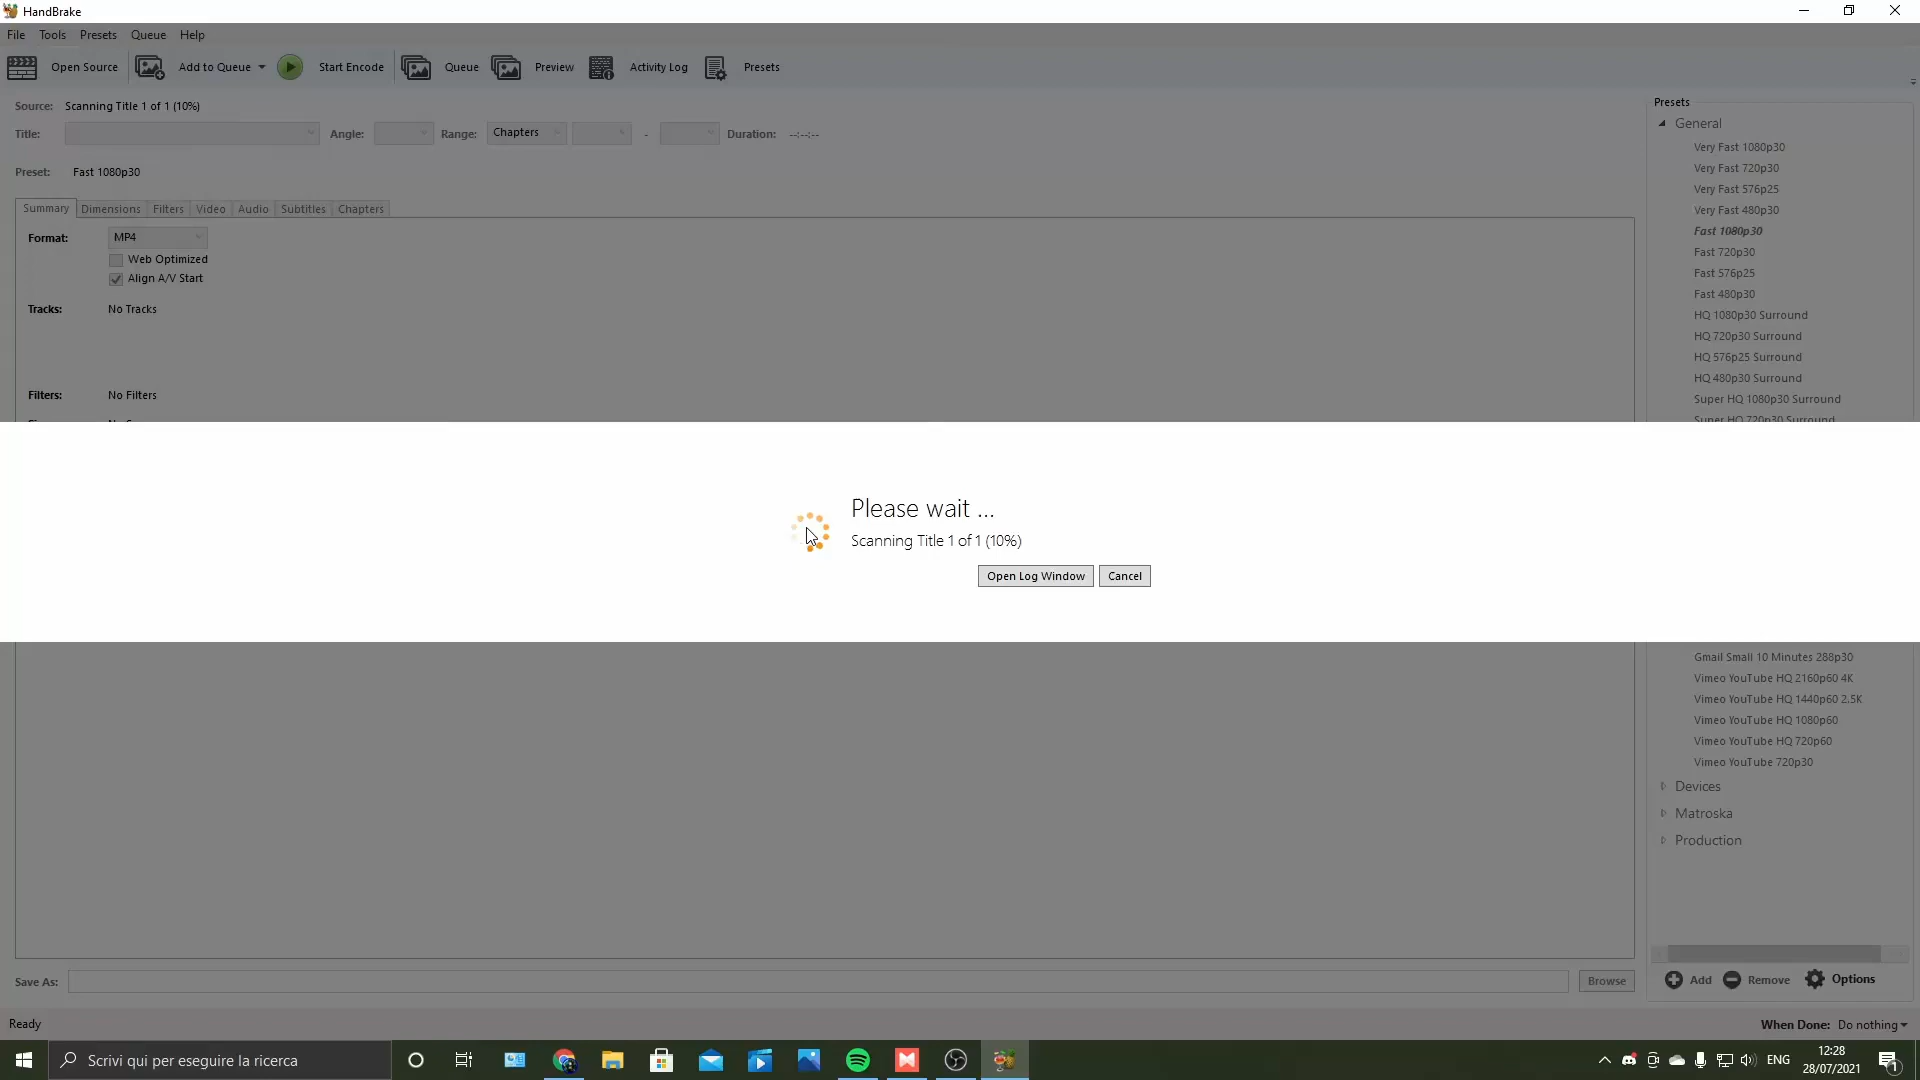 HandBrake
File Tools Presets Queue Help
Open Source Add to Queue Start Encode Queue Preview Activity Log Presets
Source: Scanning Title 1 of 1 (10%)
Title: Angle: Range: Chapters - Duration: --:--:--
Preset: Fast 1080p30
Summary Dimensions Filters Video Audio Subtitles Chapters
Format: MP4
Web Optimized
Align A/V Start
Tracks: No Tracks
Filters: No Filters
Presets
General
Very Fast 1080p30
Very Fast 720p30
Very Fast 576p25
Very Fast 480p30
Fast 1080p30
Fast 720p30
Fast 576p25
Fast 480p30
HQ 1080p30 Surround
HQ 720p30 Surround
HQ 576p25 Surround
HQ 480p30 Surround
Super HQ 1080p30 Surround
Super HQ 720p30 Surround
Please wait ...
Scanning Title 1 of 1 (10%)
Open Log Window Cancel
Gmail Small 10 Minutes 288p30
Vimeo YouTube HQ 2160p60 4K
Vimeo YouTube HQ 1440p60 2.5K
Vimeo YouTube HQ 1080p60
Vimeo YouTube HQ 720p60
Vimeo YouTube 720p30
Devices
Matroska
Production
Save As: Browse
Add Remove Options
Ready
When Done: Do nothing
Scrivi qui per eseguire la ricerca
ENG
12:28
28/07/2021
1